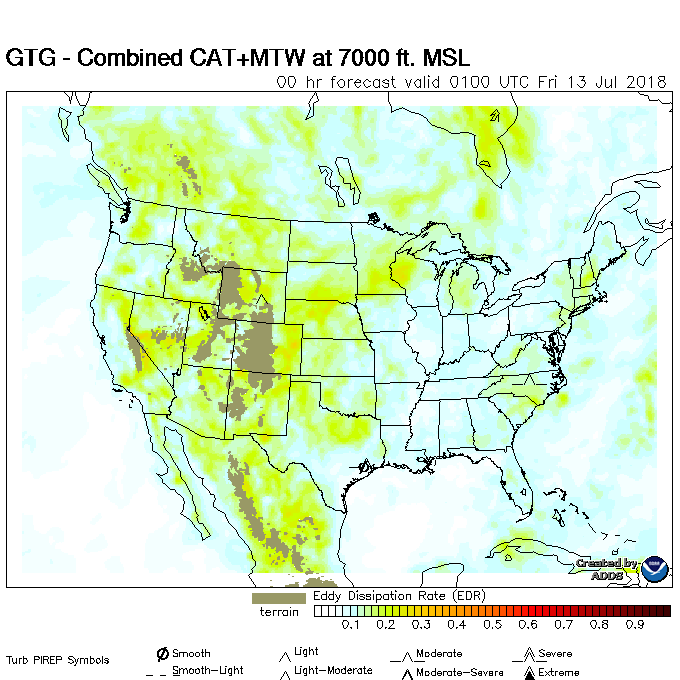 GTG - Combined CAT+MTW at 7000 ft. MSL
00 hr forecast valid 0100 UTC Fri 13 Jul 2018
Created by
ADDS
NOAA
Eddy Dissipation Rate (EDR)
terrain
0.1 0.2 0.3 0.4 0.5 0.6 0.7 0.8 0.9
Turb PIREP Symbols
Smooth
Light
Moderate
Severe
Smooth-Light
Light-Moderate
Moderate-Severe
Extreme